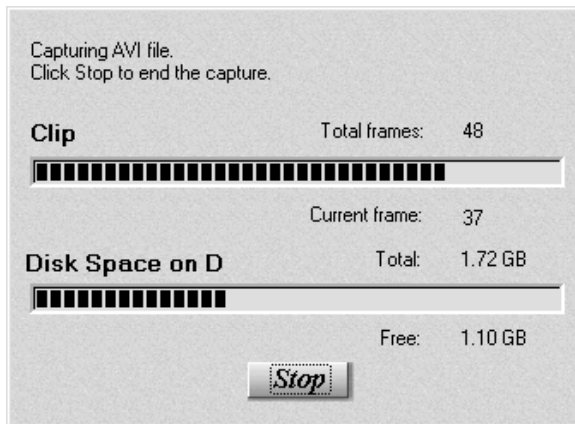 Capturing AVI file.
Click Stop to end the capture.
Clip Total frames: 48
Current frame: 37
Disk Space on D Total: 1.72 GB
Free: 1.10 GB
Stop